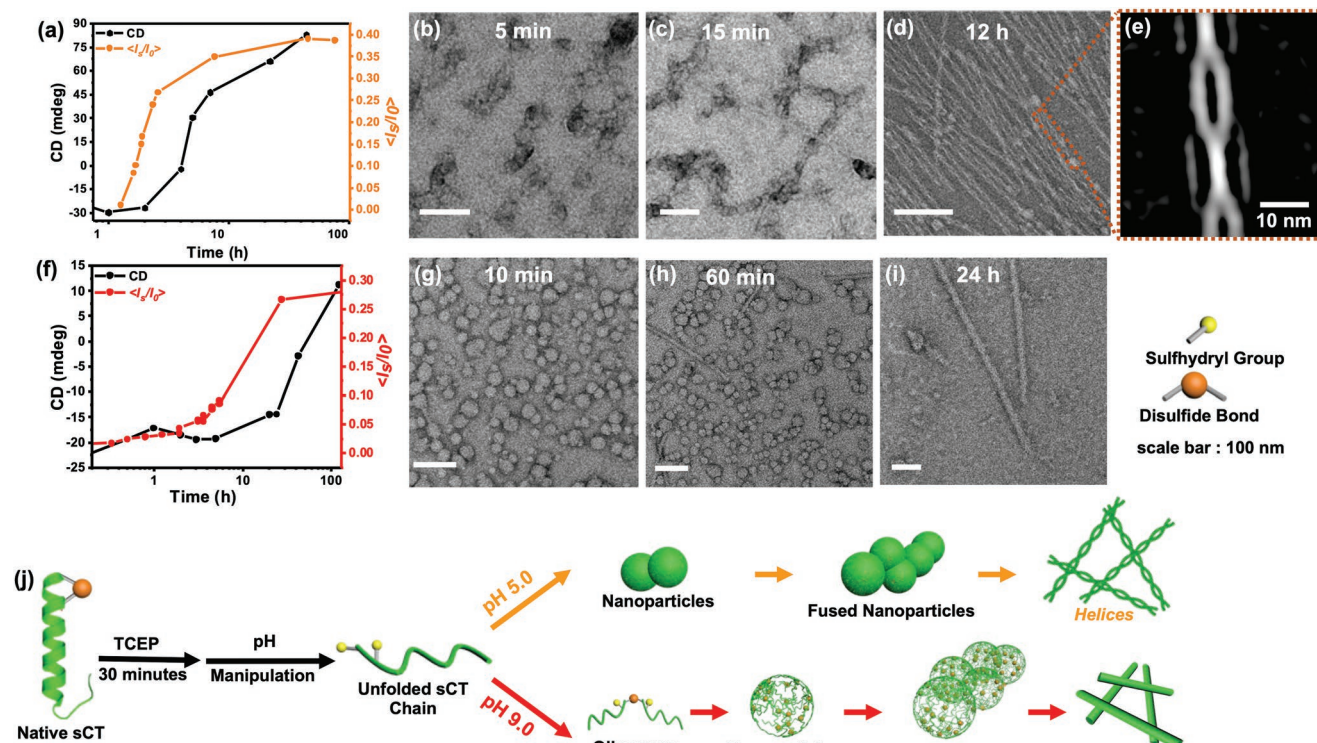 (a)
CD
<Is/I0>
90
75
60
45
30
15
0
-15
-30
CD (mdeg)
0.40
0.35
0.30
0.25
0.20
0.15
0.10
0.05
0.00
<Is/I0>
1
10
100
Time (h)
(b)
5 min
(c)
15 min
(d)
12 h
(e)
10 nm
(f)
CD
<Is/I0>
15
10
5
0
-5
-10
-15
-20
-25
CD (mdeg)
0.30
0.25
0.20
0.15
0.10
0.05
0.00
<Is/I0>
1
10
100
Time (h)
(g)
10 min
(h)
60 min
(i)
24 h
Sulfhydryl Group
Disulfide Bond
scale bar : 100 nm
(j)
Native sCT
TCEP
30 minutes
pH
Manipulation
Unfolded sCT
Chain
pH 5.0
Nanoparticles
Fused Nanoparticles
Helices
pH 9.0